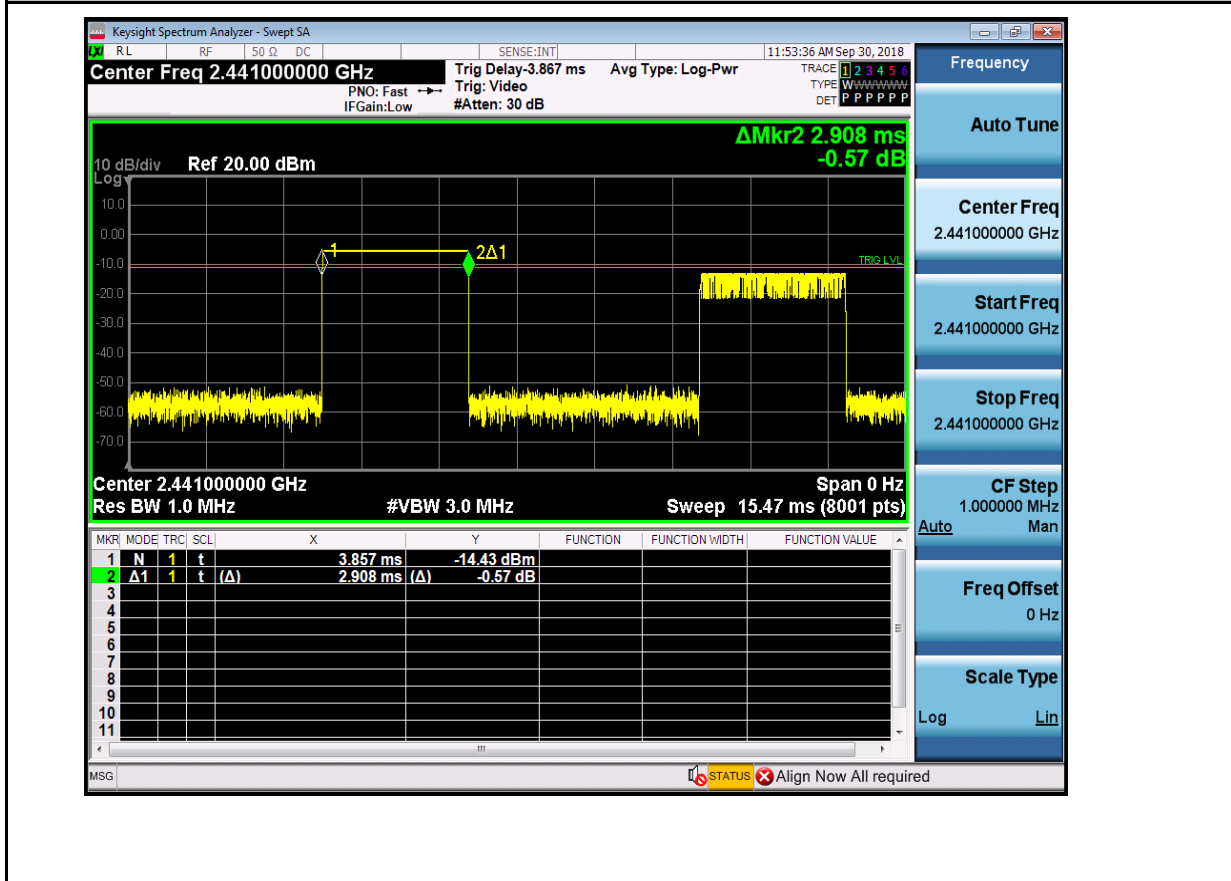 Keysight Spectrum Analyzer - Swept SA
LXI RL RF 50 Ω DC SENSE:INT 11:53:36 AM Sep 30, 2018
Center Freq 2.441000000 GHz
PNO: Fast
IFGain:Low
Trig Delay-3.867 ms
Trig: Video
#Atten: 30 dB
Avg Type: Log-Pwr
TRACE 1 2 3 4 5 6
TYPE WWWWWW
DET P P P P P P
ΔMkr2 2.908 ms
-0.57 dB
10 dB/div Ref 20.00 dBm
Log
10.0
0.00
-10.0
-20.0
-30.0
-40.0
-50.0
-60.0
-70.0
1
2Δ1
TRIG LVL
Center 2.441000000 GHz Span 0 Hz
Res BW 1.0 MHz #VBW 3.0 MHz Sweep 15.47 ms (8001 pts)
MKR MODE TRC SCL X Y FUNCTION FUNCTION WIDTH FUNCTION VALUE
1 N 1 t 3.857 ms -14.43 dBm
2 Δ1 1 t (Δ) 2.908 ms (Δ) -0.57 dB
3
4
5
6
7
8
9
10
11
MSG STATUS Align Now All required
Frequency
Auto Tune
Center Freq
2.441000000 GHz
Start Freq
2.441000000 GHz
Stop Freq
2.441000000 GHz
CF Step
1.000000 MHz
Auto Man
Freq Offset
0 Hz
Scale Type
Log Lin